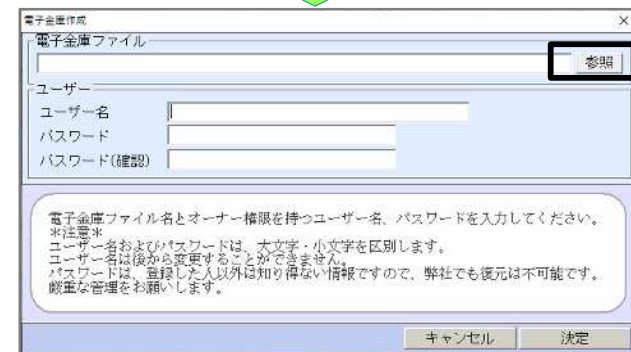 電子金庫作成
電子金庫ファイル
参照
ユーザー
ユーザー名
パスワード
パスワード(確認)
電子金庫ファイル名とオーナー権限を持つユーザー名、パスワードを入力してください。
*注意*
ユーザー名およびパスワードは、大文字・小文字を区別します。
ユーザー名は後から変更することができません。
パスワードは、登録した人以外は知り得ない情報ですので、弊社でも復元は不可能です。
厳重な管理をお願いします。
キャンセル 決定